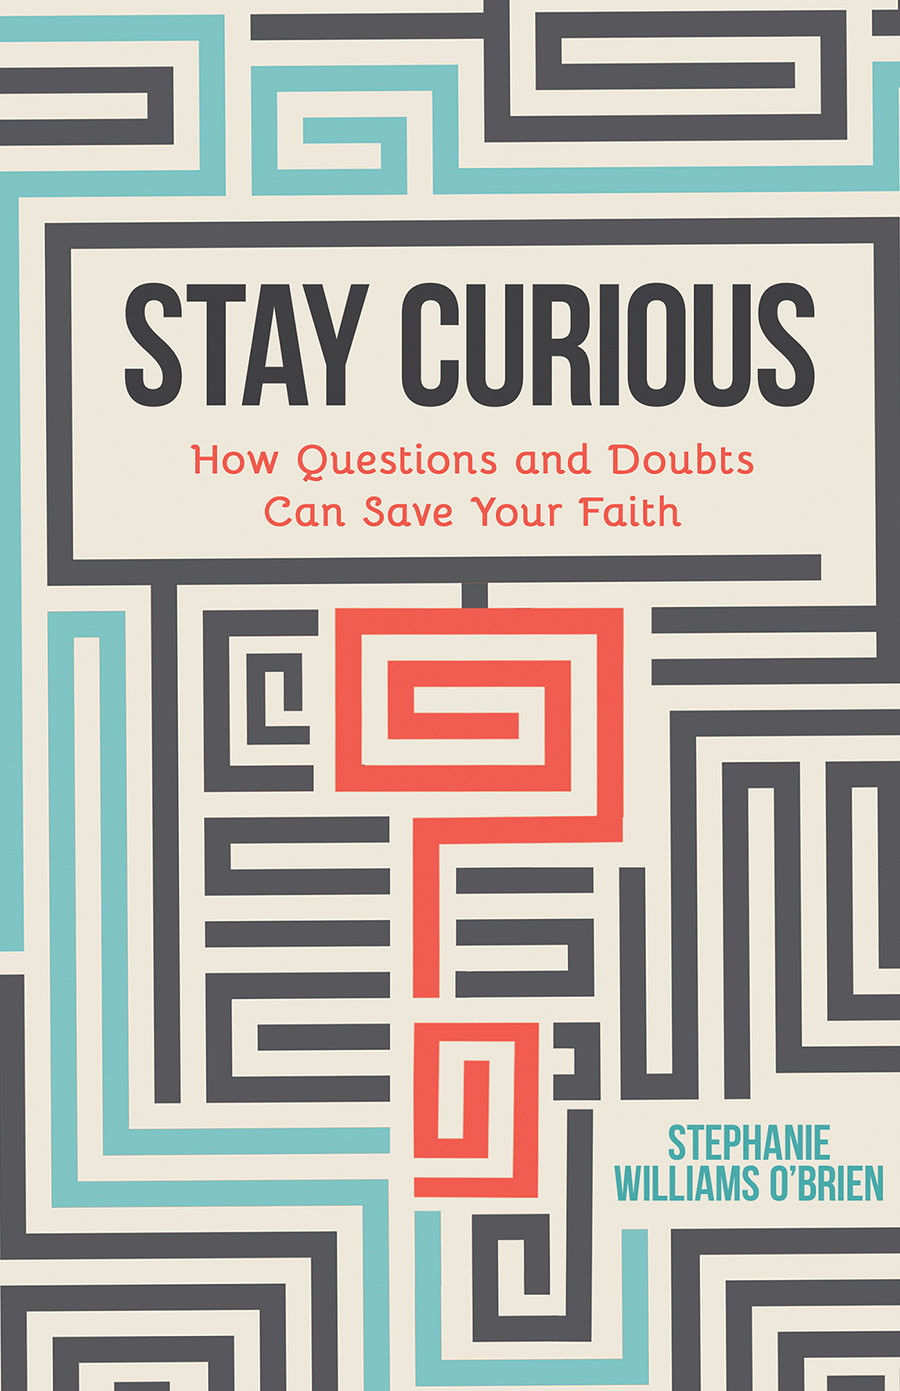 STAY CURIOUS
How Questions and Doubts
Can Save Your Faith
STEPHANIE
WILLIAMS O'BRIEN